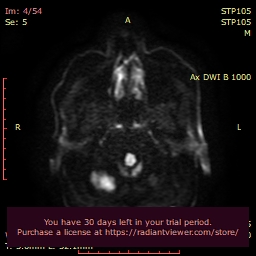 Im: 4/54
Se: 5
A
STP105
STP105
M
Ax DWI B 1000
R
L
You have 30 days left in your trial period.
Purchase a license at https://radiantviewer.com/store/